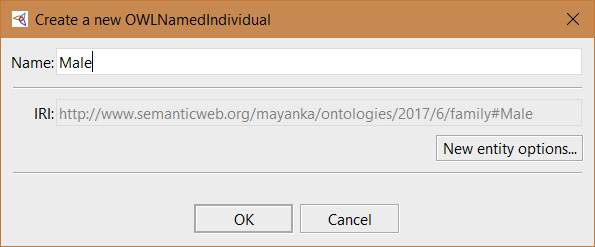 Create a new OWLNamedIndividual
Name: Male
IRI: http://www.semanticweb.org/mayanka/ontologies/2017/6/family#Male
New entity options...
OK Cancel